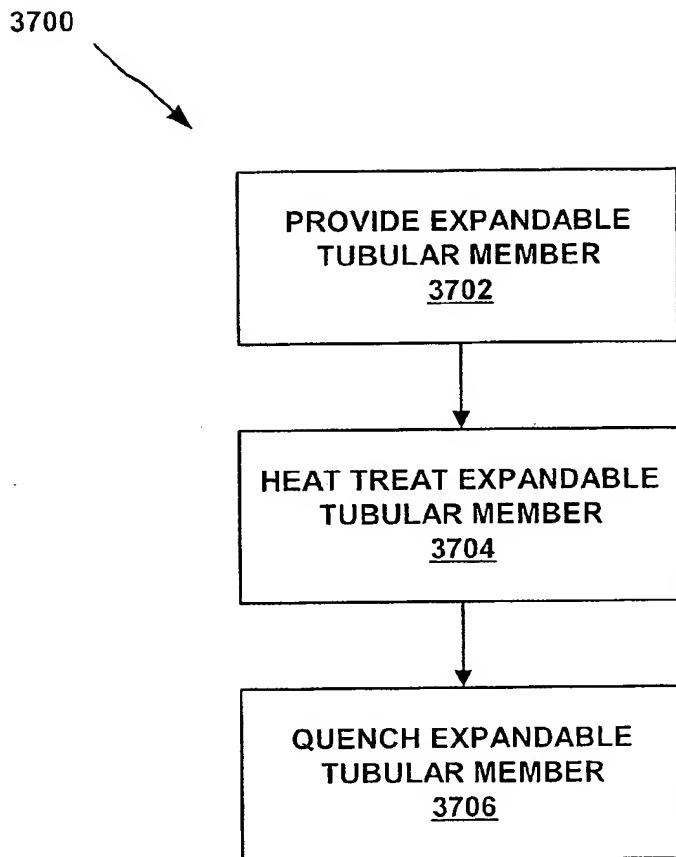 3700
PROVIDE EXPANDABLE
TUBULAR MEMBER
3702
HEAT TREAT EXPANDABLE
TUBULAR MEMBER
3704
QUENCH EXPANDABLE
TUBULAR MEMBER
3706